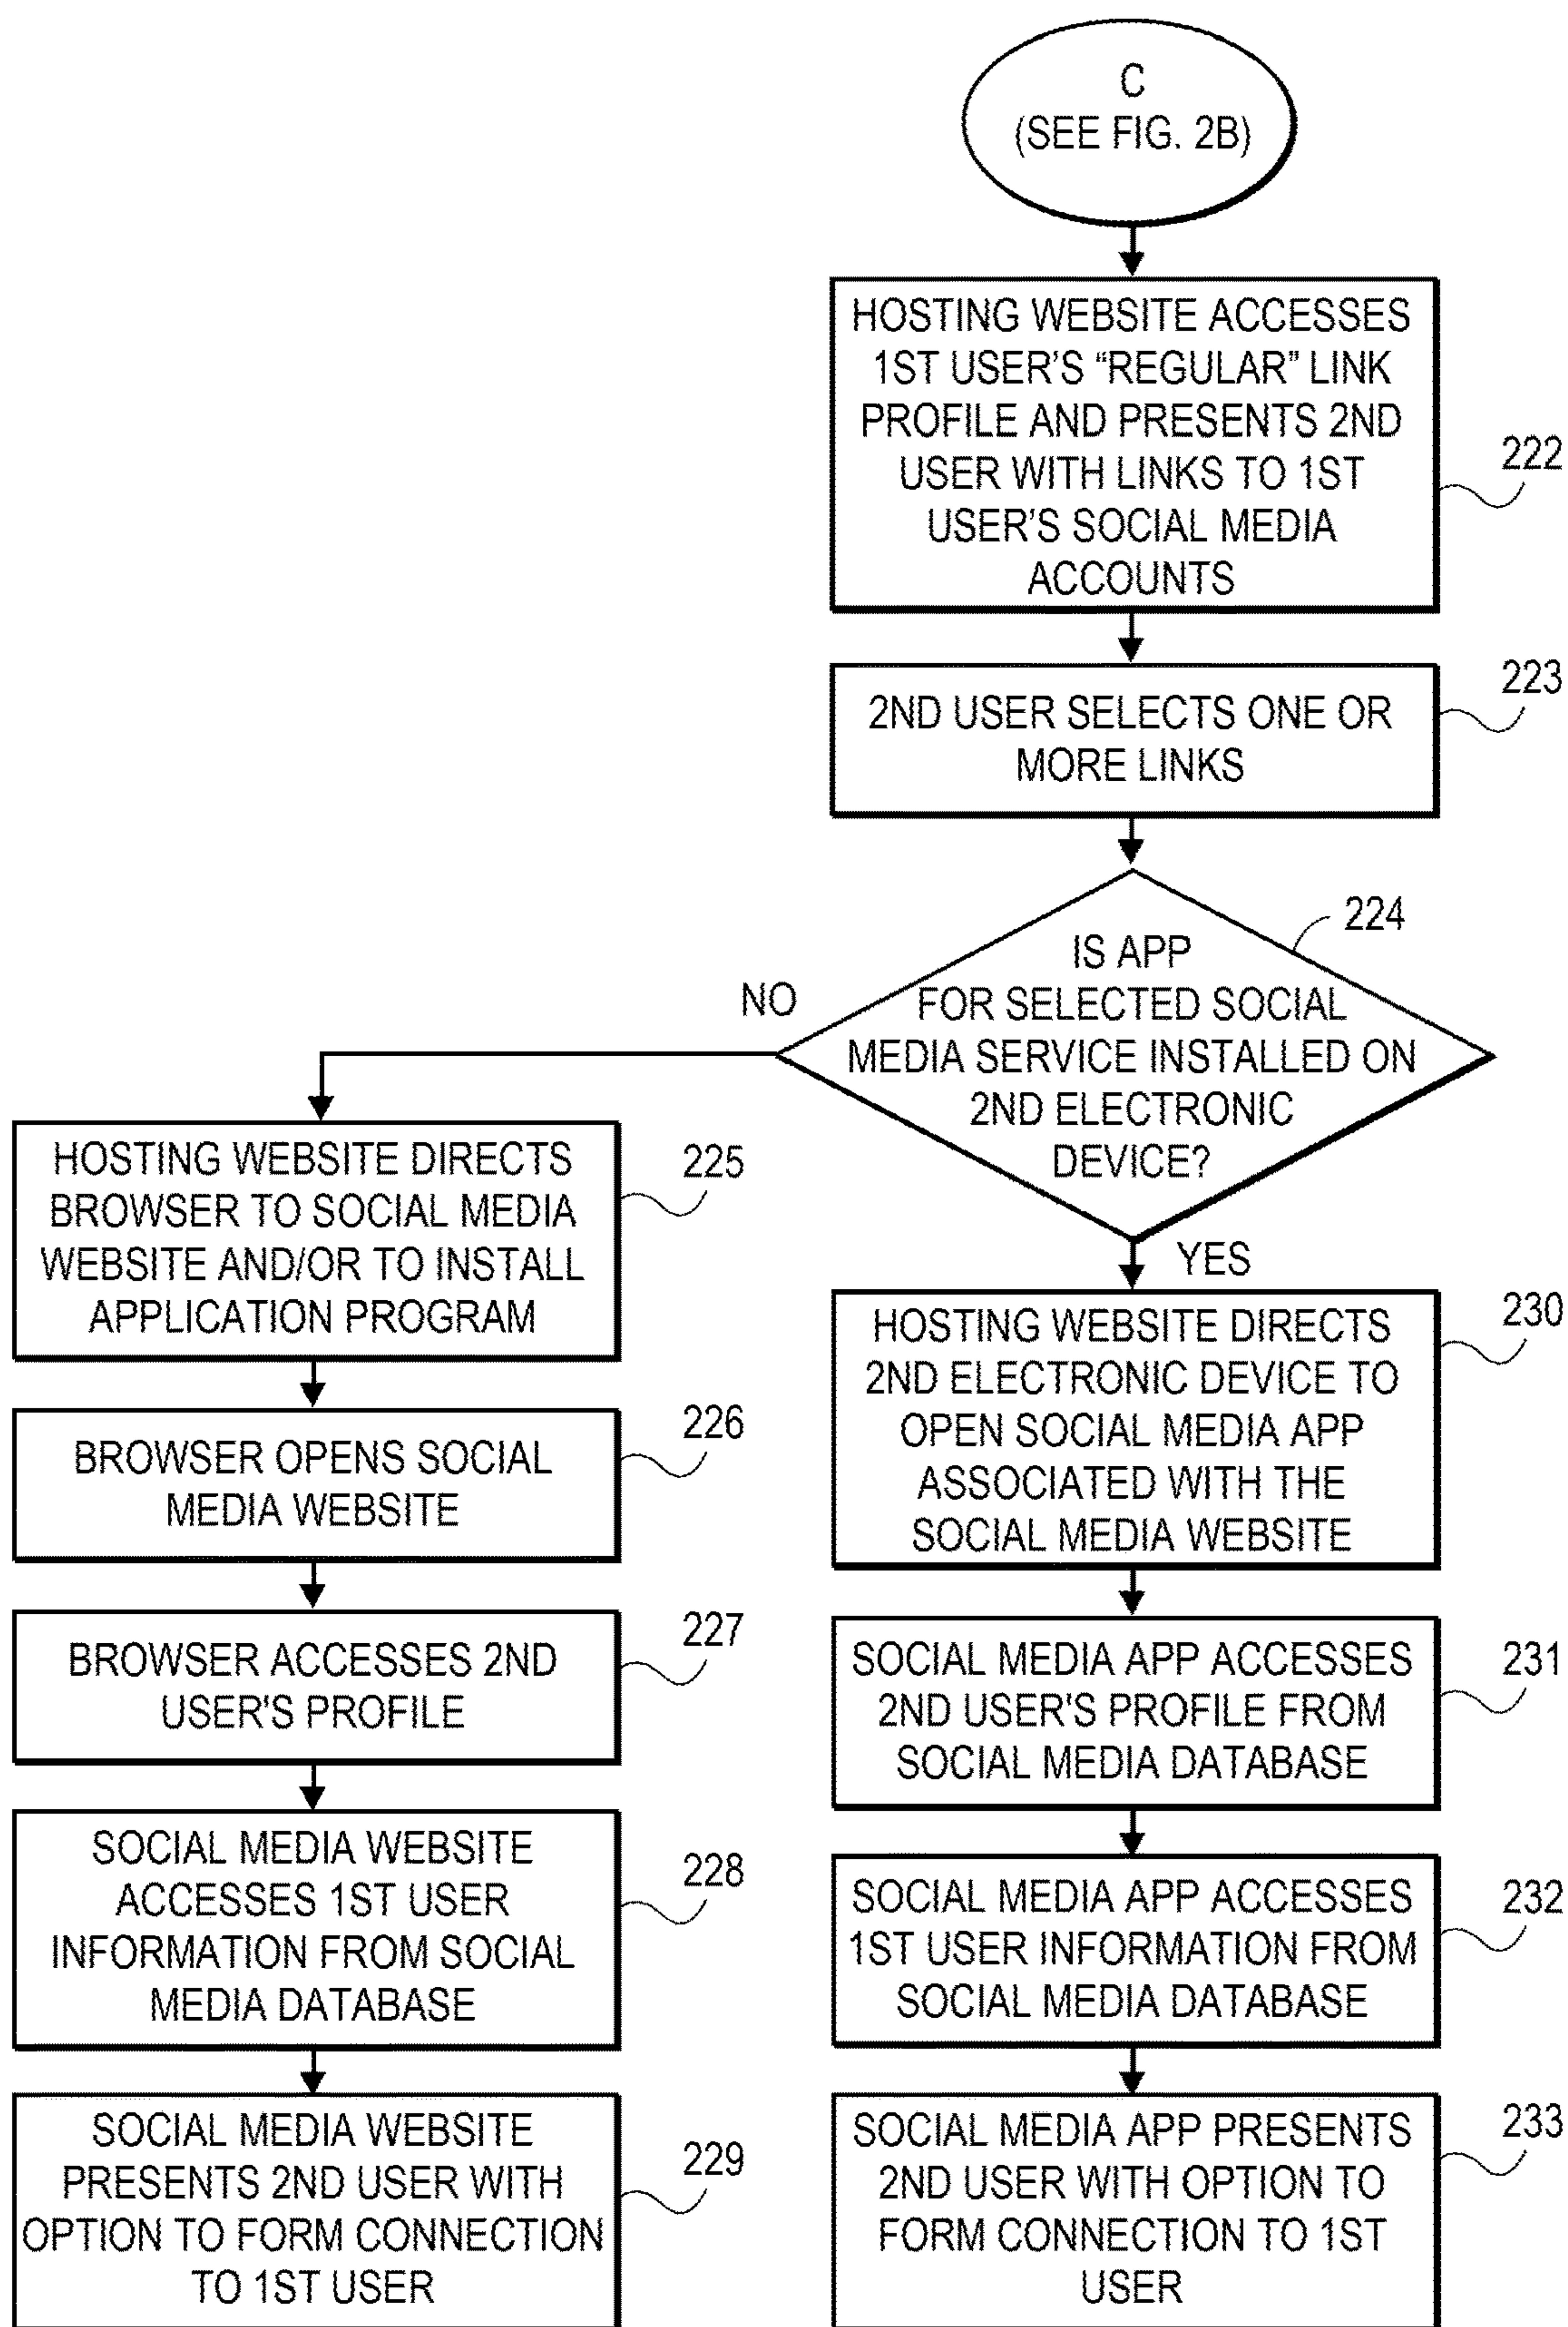 C
(SEE FIG. 2B)
HOSTING WEBSITE ACCESSES
1ST USER'S “REGULAR” LINK
PROFILE AND PRESENTS 2ND
USER WITH LINKS TO 1ST
USER'S SOCIAL MEDIA
ACCOUNTS
222
2ND USER SELECTS ONE OR
MORE LINKS
223
IS APP
FOR SELECTED SOCIAL
MEDIA SERVICE INSTALLED ON
2ND ELECTRONIC
DEVICE?
224
NO
HOSTING WEBSITE DIRECTS
BROWSER TO SOCIAL MEDIA
WEBSITE AND/OR TO INSTALL
APPLICATION PROGRAM
225
BROWSER OPENS SOCIAL
MEDIA WEBSITE
226
BROWSER ACCESSES 2ND
USER'S PROFILE
227
SOCIAL MEDIA WEBSITE
ACCESSES 1ST USER
INFORMATION FROM SOCIAL
MEDIA DATABASE
228
SOCIAL MEDIA WEBSITE
PRESENTS 2ND USER WITH
OPTION TO FORM CONNECTION
TO 1ST USER
229
YES
HOSTING WEBSITE DIRECTS
2ND ELECTRONIC DEVICE TO
OPEN SOCIAL MEDIA APP
ASSOCIATED WITH THE
SOCIAL MEDIA WEBSITE
230
SOCIAL MEDIA APP ACCESSES
2ND USER'S PROFILE FROM
SOCIAL MEDIA DATABASE
231
SOCIAL MEDIA APP ACCESSES
1ST USER INFORMATION FROM
SOCIAL MEDIA DATABASE
232
SOCIAL MEDIA APP PRESENTS
2ND USER WITH OPTION TO
FORM CONNECTION TO 1ST
USER
233